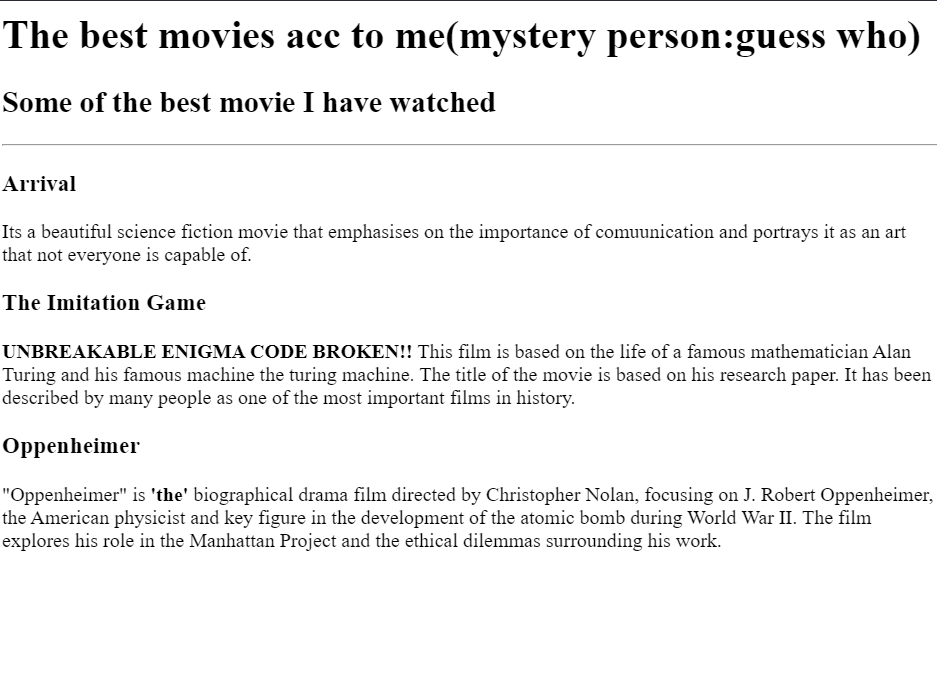 The best movies acc to me(mystery person:guess who)
Some of the best movie I have watched
Arrival
Its a beautiful science fiction movie that emphasises on the importance of comuunication and portrays it as an art
that not everyone is capable of.
The Imitation Game
UNBREAKABLE ENIGMA CODE BROKEN!! This film is based on the life of a famous mathematician Alan
Turing and his famous machine the turing machine. The title of the movie is based on his research paper. It has been
described by many people as one of the most important films in history.
Oppenheimer
"Oppenheimer" is 'the' biographical drama film directed by Christopher Nolan, focusing on J. Robert Oppenheimer,
the American physicist and key figure in the development of the atomic bomb during World War II. The film
explores his role in the Manhattan Project and the ethical dilemmas surrounding his work.